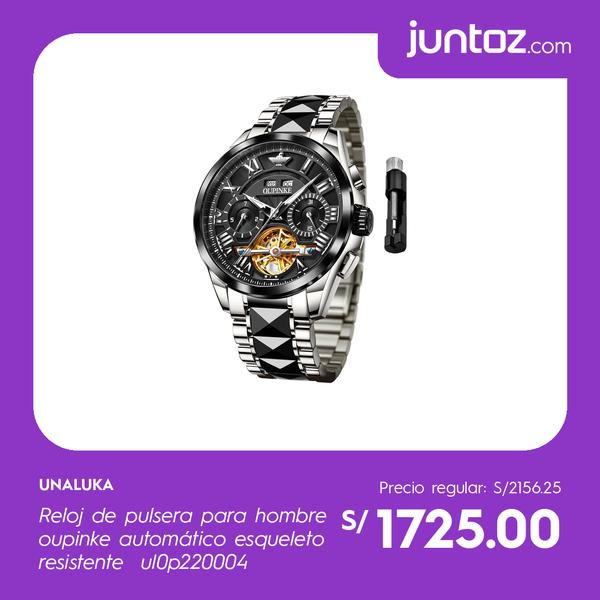 juntoz.com
OUPINKE
UNALUKA
Precio regular: S/2156.25
Reloj de pulsera para hombre
oupinke automático esqueleto
resistente ul0p220004
S/1725.00